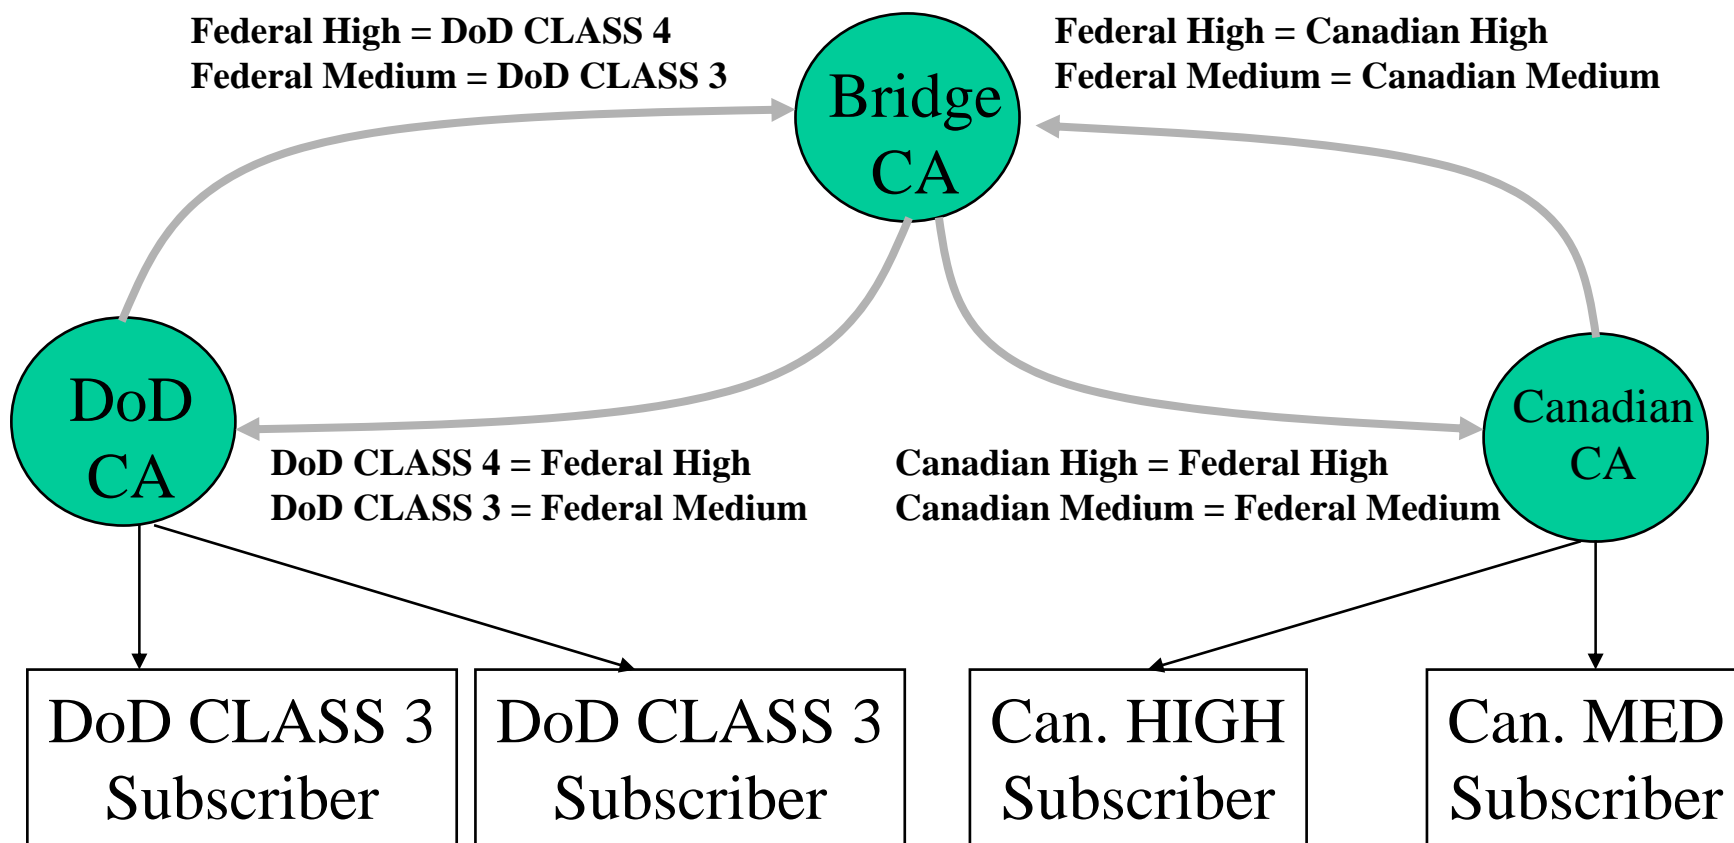 Federal High = DoD CLASS 4
Federal Medium = DoD CLASS 3
Federal High = Canadian High
Federal Medium = Canadian Medium
Bridge
CA
DoD
CA
Canadian
CA
DoD CLASS 4 = Federal High
DoD CLASS 3 = Federal Medium
Canadian High = Federal High
Canadian Medium = Federal Medium
DoD CLASS 3
Subscriber
DoD CLASS 3
Subscriber
Can. HIGH
Subscriber
Can. MED
Subscriber